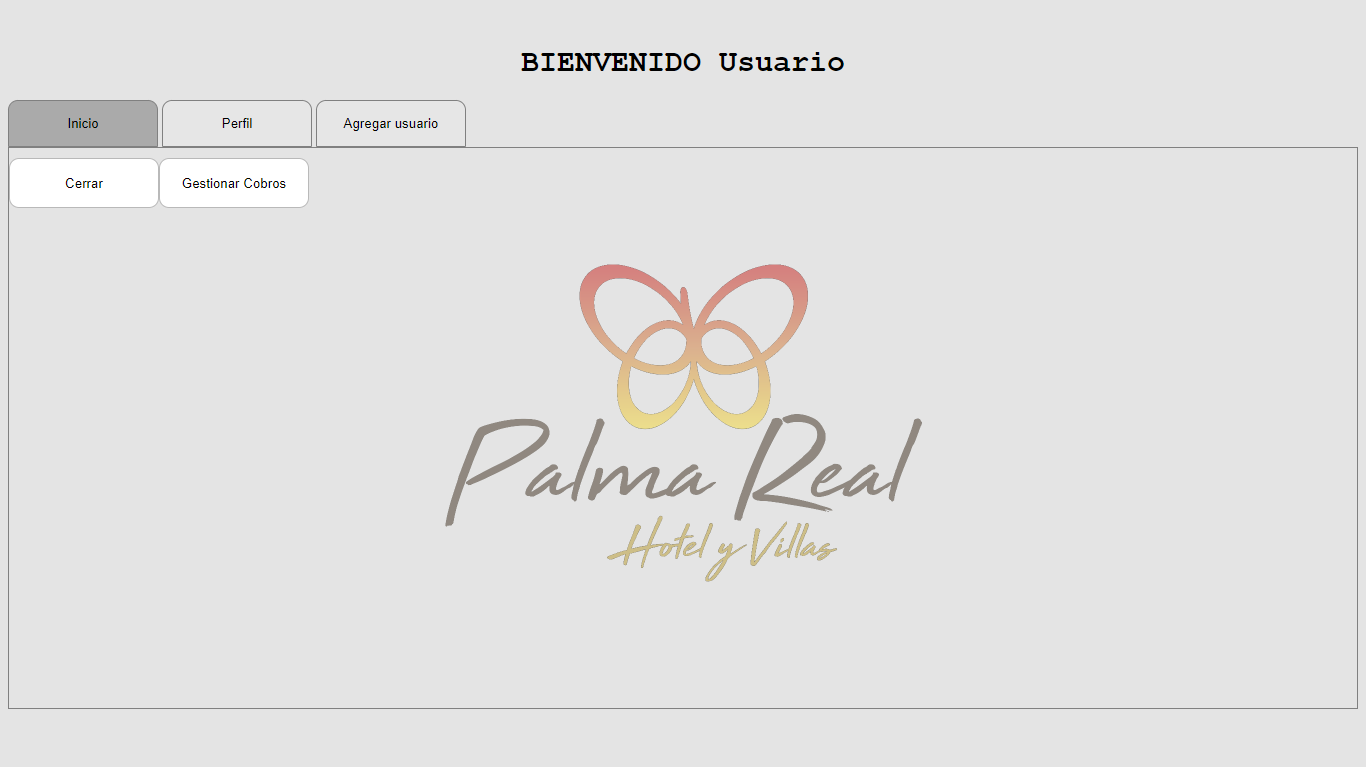 BIENVENIDO Usuario
Inicio Perfil Agregar usuario
Cerrar Gestionar Cobros
Palma Real
Hotel y Villas